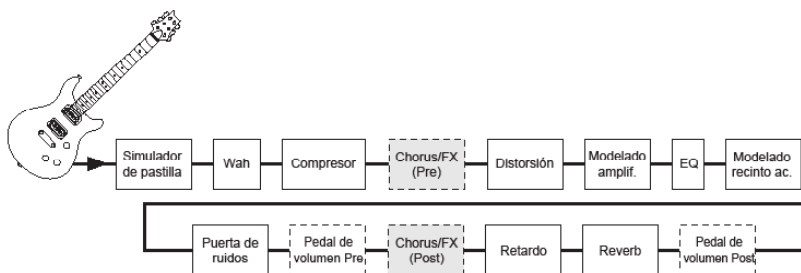 Simulador
de pastilla
Wah
Compresor
Chorus/FX
(Pre)
Distorsión
Modelado
amplif.
EQ
Modelado
recinto ac.
Puerta de
ruidos
Pedal de
volumen Pre
Chorus/FX
(Post)
Retardo
Reverb
Pedal de
volumen Post